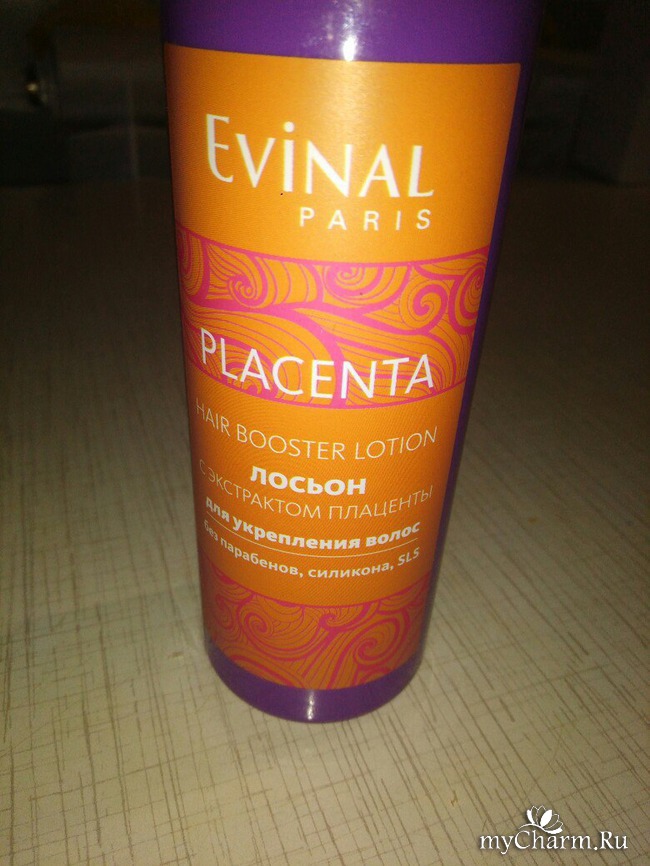 EViNAL
PARIS
PLACENTA
HAIR BOOSTER LOTION
ЛОСЬОН
С ЭКСТРАКТОМ ПЛАЦЕНТЫ
для укрепления волос
без парабенов, силикона, SLS
myCharm.Ru